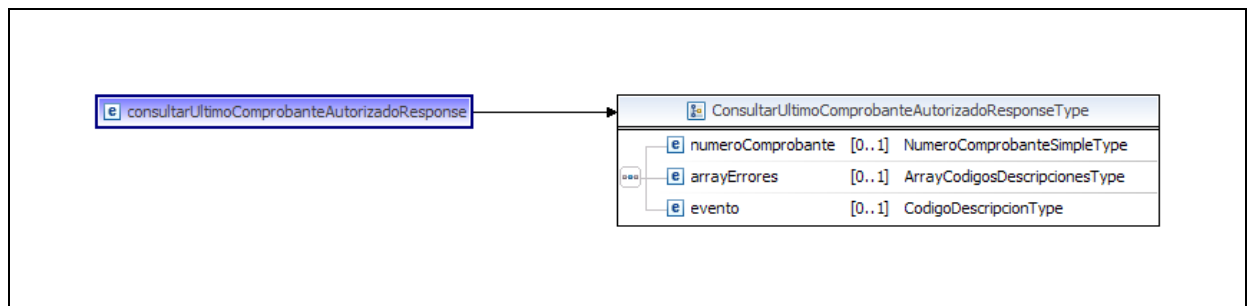 consultarUltimoComprobanteAutorizadoResponse
ConsultarUltimoComprobanteAutorizadoResponseType
numeroComprobante [0..1] NumeroComprobanteSimpleType
arrayErrores [0..1] ArrayCodigosDescripcionesType
evento [0..1] CodigoDescripcionType